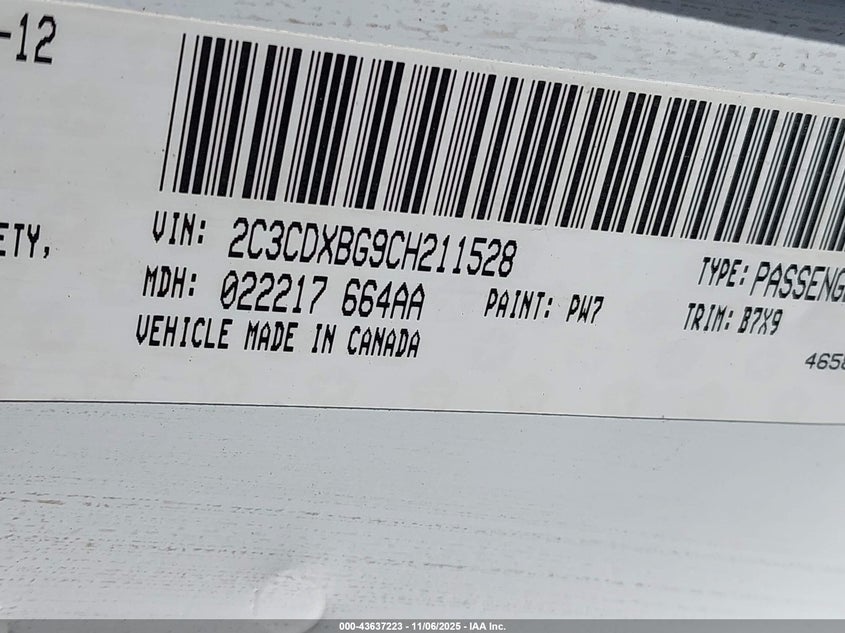 -12
ETY,
VIN: 2C3CDXBG9CH211528
TYPE: PASSENG
MDH: 022217 664AA
PAINT: PW7
TRIM: B7X9
VEHICLE MADE IN CANADA
4658
000-43637223 - 11/06/2025 - IAA Inc.